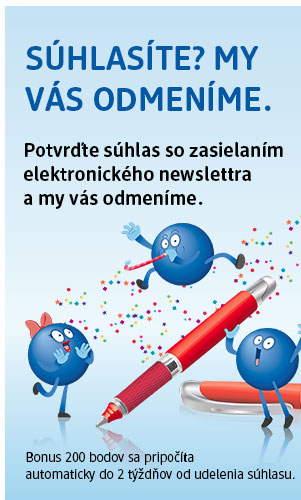 SÚHLASÍTE? MY
VÁS ODMENÍME.
Potvrďte súhlas so zasielaním
elektronického newslettra
a my vás odmeníme.
Bonus 200 bodov sa pripočíta
automaticky do 2 týždňov od udelenia súhlasu.